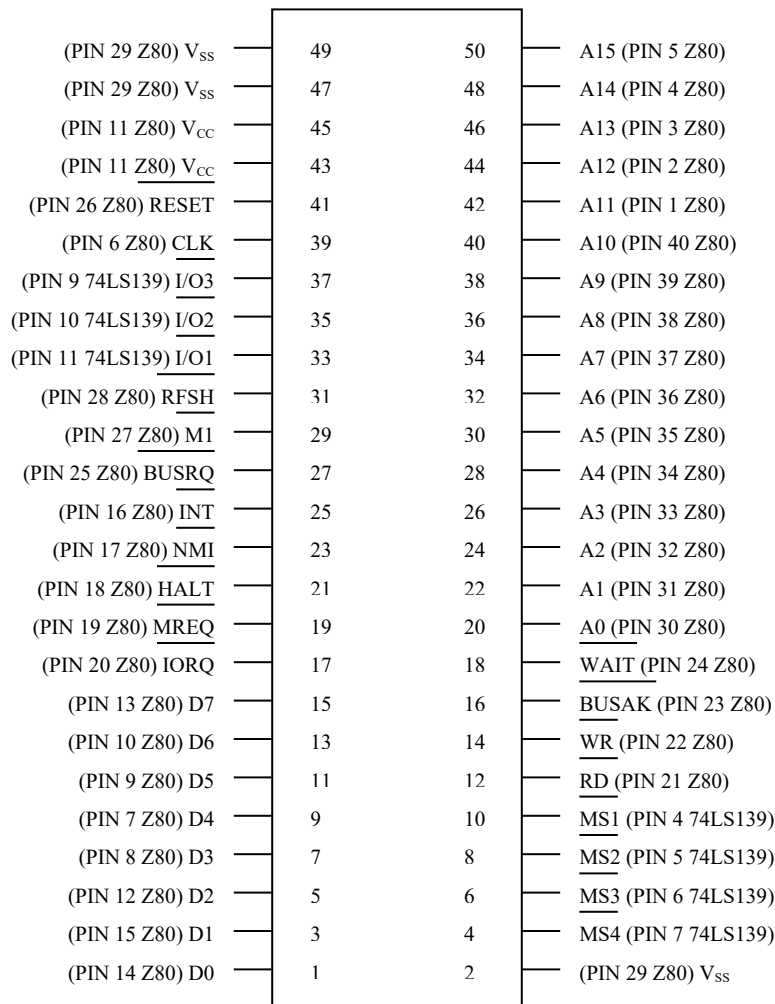 (PIN 29 Z80) VSS 49 50 A15 (PIN 5 Z80)
(PIN 29 Z80) VSS 47 48 A14 (PIN 4 Z80)
(PIN 11 Z80) VCC 45 46 A13 (PIN 3 Z80)
(PIN 11 Z80) VCC 43 44 A12 (PIN 2 Z80)
(PIN 26 Z80) RESET 41 42 A11 (PIN 1 Z80)
(PIN 6 Z80) CLK 39 40 A10 (PIN 40 Z80)
(PIN 9 74LS139) I/O3 37 38 A9 (PIN 39 Z80)
(PIN 10 74LS139) I/O2 35 36 A8 (PIN 38 Z80)
(PIN 11 74LS139) I/O1 33 34 A7 (PIN 37 Z80)
(PIN 28 Z80) RFSH 31 32 A6 (PIN 36 Z80)
(PIN 27 Z80) M1 29 30 A5 (PIN 35 Z80)
(PIN 25 Z80) BUSRQ 27 28 A4 (PIN 34 Z80)
(PIN 16 Z80) INT 25 26 A3 (PIN 33 Z80)
(PIN 17 Z80) NMI 23 24 A2 (PIN 32 Z80)
(PIN 18 Z80) HALT 21 22 A1 (PIN 31 Z80)
(PIN 19 Z80) MREQ 19 20 A0 (PIN 30 Z80)
(PIN 20 Z80) IORQ 17 18 WAIT (PIN 24 Z80)
(PIN 13 Z80) D7 15 16 BUSAK (PIN 23 Z80)
(PIN 10 Z80) D6 13 14 WR (PIN 22 Z80)
(PIN 9 Z80) D5 11 12 RD (PIN 21 Z80)
(PIN 7 Z80) D4 9 10 MS1 (PIN 4 74LS139)
(PIN 8 Z80) D3 7 8 MS2 (PIN 5 74LS139)
(PIN 12 Z80) D2 5 6 MS3 (PIN 6 74LS139)
(PIN 15 Z80) D1 3 4 MS4 (PIN 7 74LS139)
(PIN 14 Z80) D0 1 2 (PIN 29 Z80) VSS